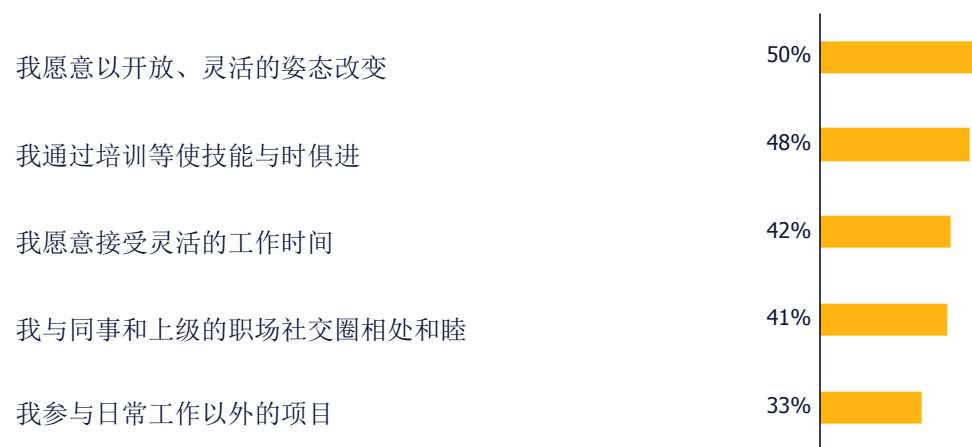 我愿意以开放、灵活的姿态改变 50%
我通过培训等使技能与时俱进 48%
我愿意接受灵活的工作时间 42%
我与同事和上级的职场社交圈相处和睦 41%
我参与日常工作以外的项目 33%